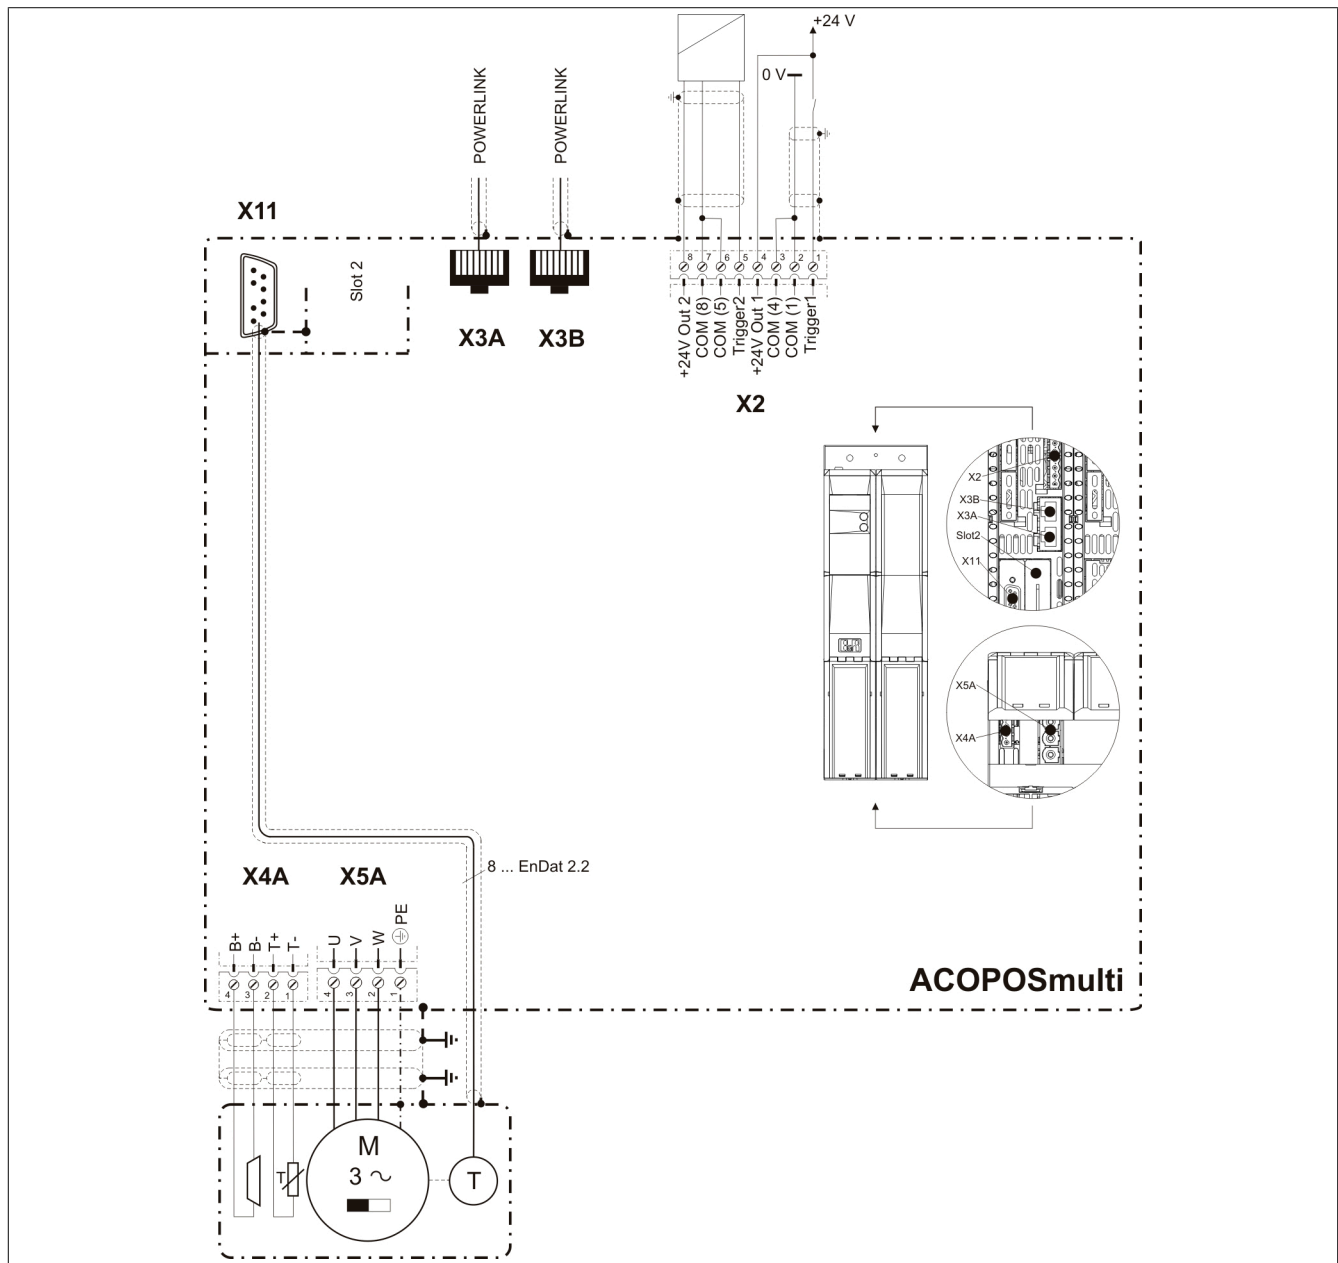 +24 V
0 V
POWERLINK
POWERLINK
X11
Slot 2
X3A
X3B
8 7 6 5 4 3 2 1
+24V Out 2
COM (8)
COM (5)
Trigger2
+24V Out 1
COM (4)
COM (1)
Trigger1
X2
X2
X3B
X3A
Slot2
X11
X5A
X4A
8 ... EnDat 2.2
X4A
X5A
B+
B-
T+
T-
U
V
W
PE
4 3 2 1
4 3 2 1
ACOPOSmulti
M
3 ~
T
T